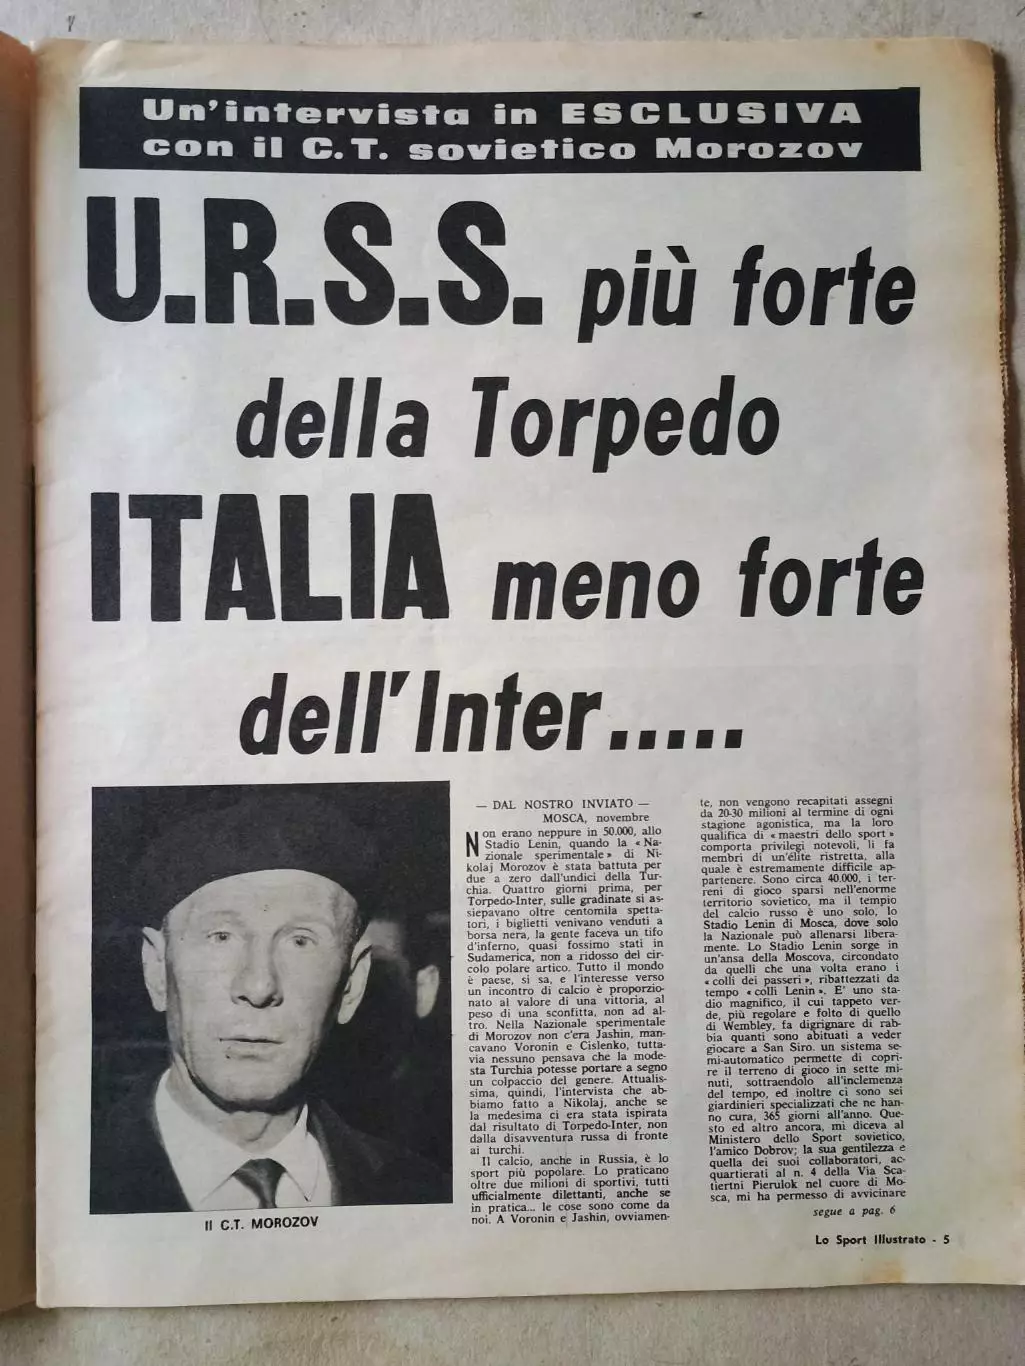 Un'intervista in ESCLUSIVA
con il C.T. sovietico Morozov
U.R.S.S. più forte
della Torpedo
ITALIA meno forte
dell'Inter.....
— DAL NOSTRO INVIATO —
MOSCA, novembre
Non erano neppure in 50.000, allo
Stadio Lenin, quando la «Na-
zionale sperimentale» di Ni-
kolaj Morozov è stata battuta per
due a zero dall'undici della Tur-
chia. Quattro giorni prima, per
Torpedo-Inter, sulle gradinate si as-
siepavano oltre centomila spetta-
tori, i biglietti venivano venduti a
borsa nera, la gente faceva un tifo
d'inferno, quasi fossimo stati in
Sudamerica, non a ridosso del cir-
colo polare artico. Tutto il mondo
è paese, si sa, e l'interesse verso
un incontro di calcio è proporzio-
nato al valore di una vittoria, al
peso di una sconfitta, non ad al-
tro. Nella Nazionale sperimentale
di Morozov non c'era Jashin, man-
cavano Voronin e Cislenko, tutta-
via nessuno pensava che la mode-
sta Turchia potesse portare a segno
un colpaccio del genere. Attualis-
sima, quindi, l'intervista che ab-
biamo fatto a Nikolaj, anche se
la medesima ci era stata ispirata
dal risultato di Torpedo-Inter, non
dalla disavventura russa di fronte
ai turchi.
Il calcio, anche in Russia, è lo
sport più popolare. Lo praticano
oltre due milioni di sportivi, tutti
ufficialmente dilettanti, anche se
in pratica... le cose sono come da
noi. A Voronin e Jashin, ovviamen-
te, non vengono recapitati assegni
da 20-30 milioni al termine di ogni
stagione agonistica, ma la loro
qualifica di «maestri dello sport»
comporta privilegi notevoli, li fa
membri di un'élite ristretta, alla
quale è estremamente difficile ap-
partenere. Sono circa 40.000, i ter-
reni di gioco sparsi nell'enorme
territorio sovietico, ma il tempio
del calcio russo è uno solo, lo
Stadio Lenin di Mosca, dove solo
la Nazionale può allenarsi libera-
mente. Lo Stadio Lenin sorge in
un'ansa della Moscova, circondato
da quelli che una volta erano i
«colli dei passeri», ribattezzati da
tempo «colli Lenin». E' uno sta-
dio magnifico, il cui tappeto ver-
de, più regolare e folto di quello
di Wembley, fa digrignare di rab-
bia quanti sono abituati a veder
giocare a San Siro. un sistema se-
mi-automatico permette di copri-
re il terreno di gioco in sette mi-
nuti, sottraendolo all'inclemenza
del tempo, ed inoltre ci sono sei
giardinieri specializzati che ne han-
no cura, 365 giorni all'anno. Que-
sto ed altro ancora, mi diceva al
Ministero dello Sport sovietico,
l'amico Dobrov; la sua gentilezza e
quella dei suoi collaboratori, ac-
quartierati al n. 4 della Via Sca-
tiertni Pierulok nel cuore di Mo-
sca, mi ha permesso di avvicinare
segue a pag. 6
Il C.T. MOROZOV
Lo Sport Illustrato - 5